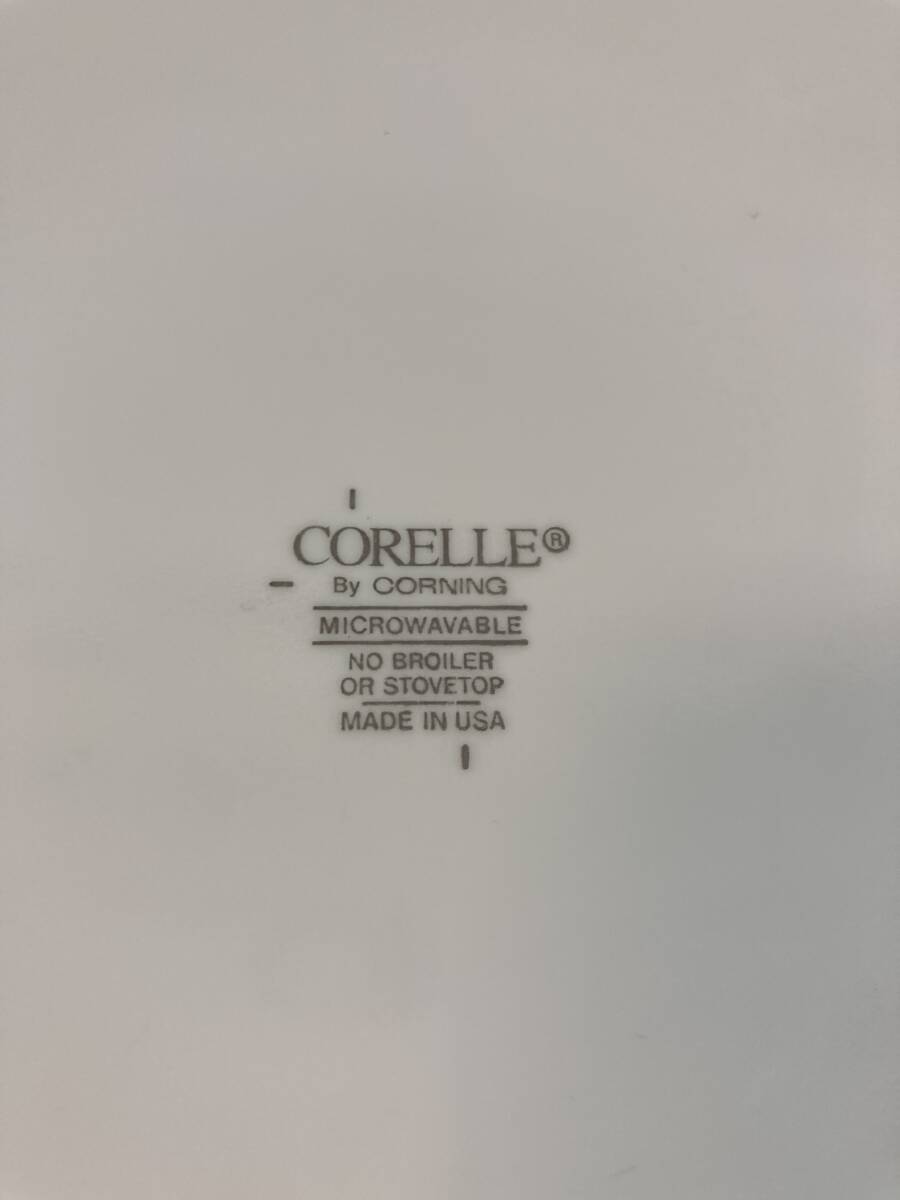 CORELLE®
By CORNING
MICROWAVABLE
NO BROILER
OR STOVETOP
MADE IN USA